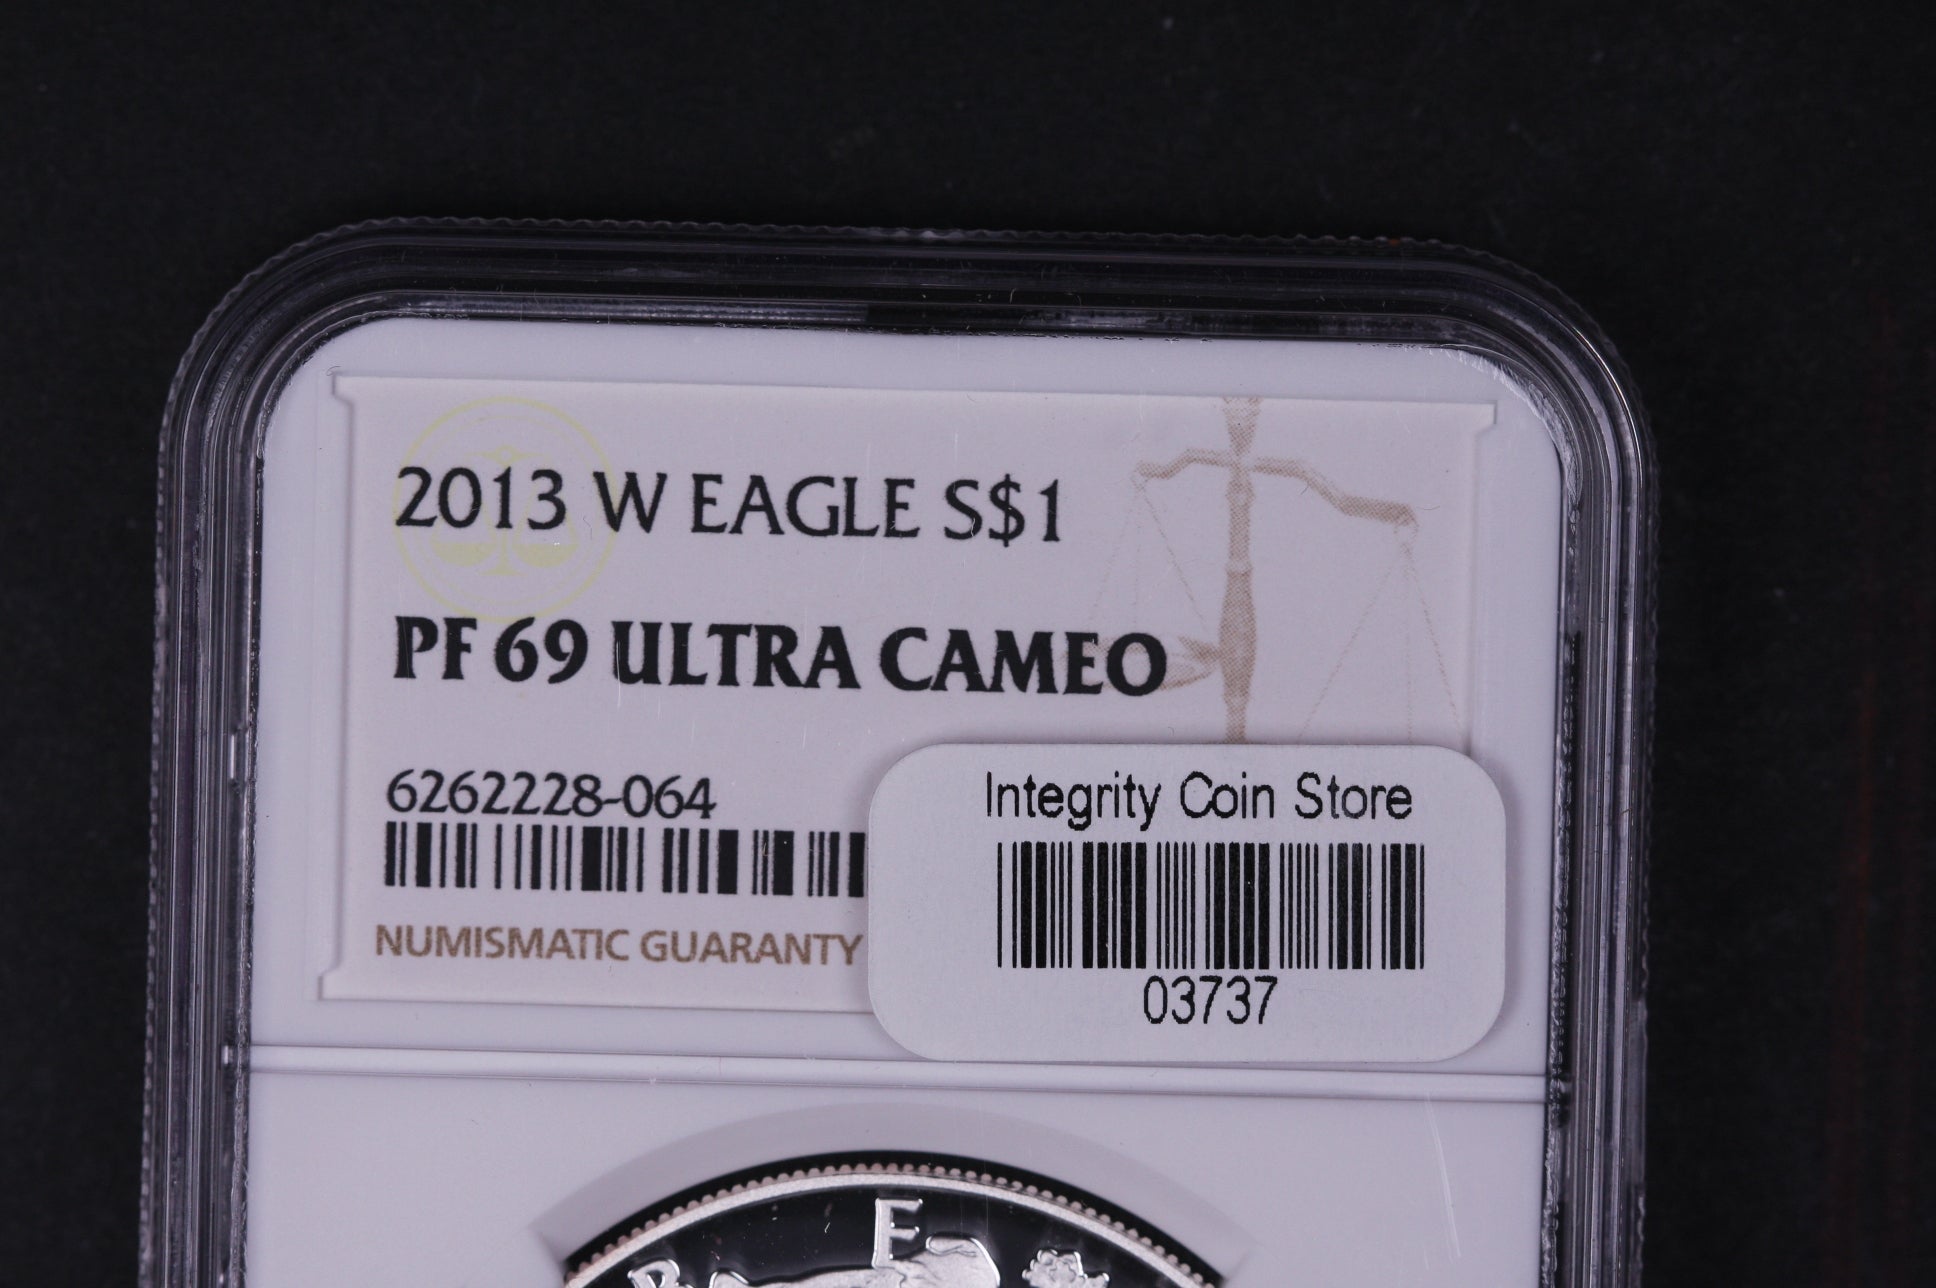 2013 W EAGLE S$1
PF 69 ULTRA CAMEO
6262228-064
NUMISMATIC GUARANTY
Integrity Coin Store
03737
E